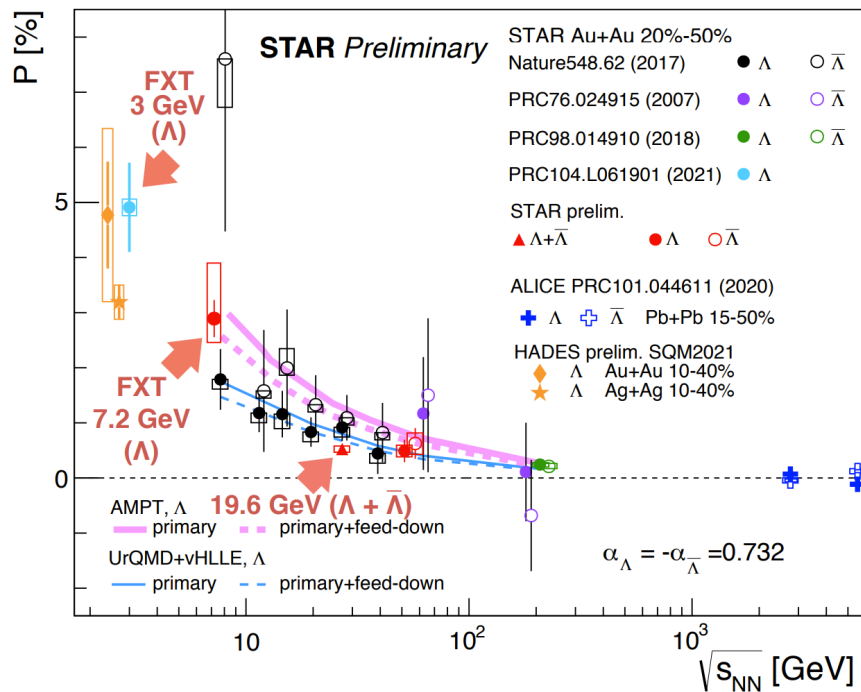 P [%]
STAR Preliminary
FXT
3 GeV
(Λ)
STAR Au+Au 20%-50%
Nature548.62 (2017) Λ Λ̅
PRC76.024915 (2007) Λ Λ̅
PRC98.014910 (2018) Λ Λ̅
PRC104.L061901 (2021) Λ
STAR prelim.
Λ+Λ̅ Λ Λ̅
ALICE PRC101.044611 (2020)
Λ Λ̅ Pb+Pb 15-50%
HADES prelim. SQM2021
Λ Au+Au 10-40%
Λ Ag+Ag 10-40%
5
FXT
7.2 GeV
(Λ)
0
19.6 GeV (Λ + Λ̅)
AMPT, Λ
primary primary+feed-down
UrQMD+vHLLE, Λ
primary primary+feed-down
α_Λ = -α_Λ̅ =0.732
10 10² 10³
√s_NN [GeV]